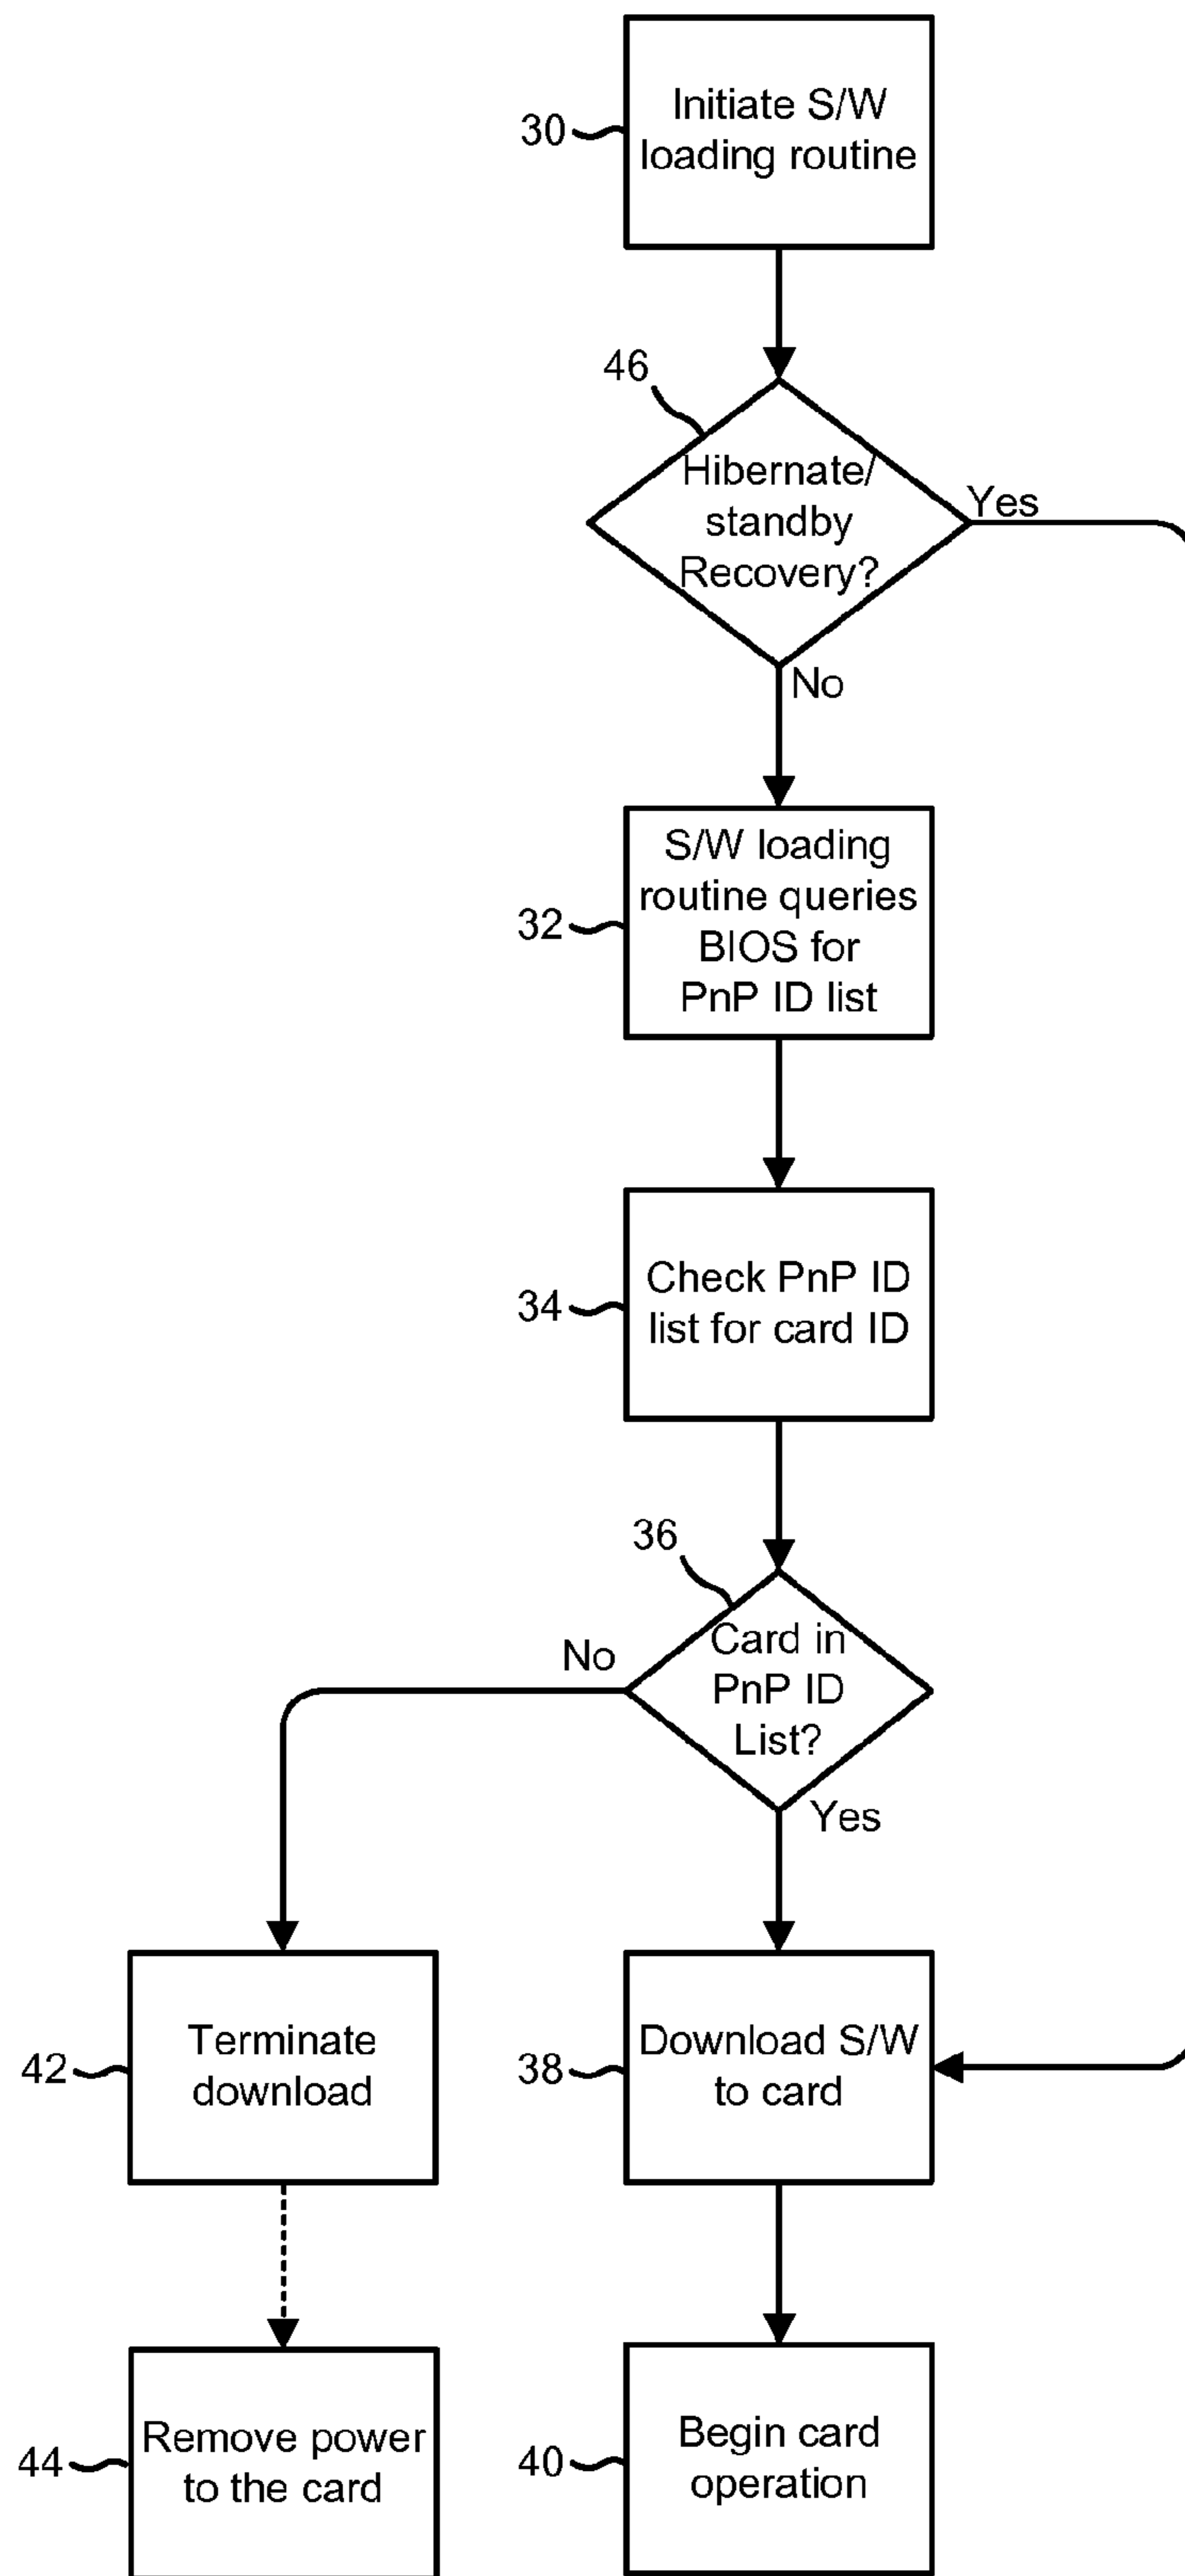 30
Initiate S/W
loading routine
46
Hibernate/
standby
Recovery?
Yes
No
32
S/W loading
routine queries
BIOS for
PnP ID list
34
Check PnP ID
list for card ID
36
Card in
PnP ID
List?
No
Yes
42
Terminate
download
38
Download S/W
to card
44
Remove power
to the card
40
Begin card
operation